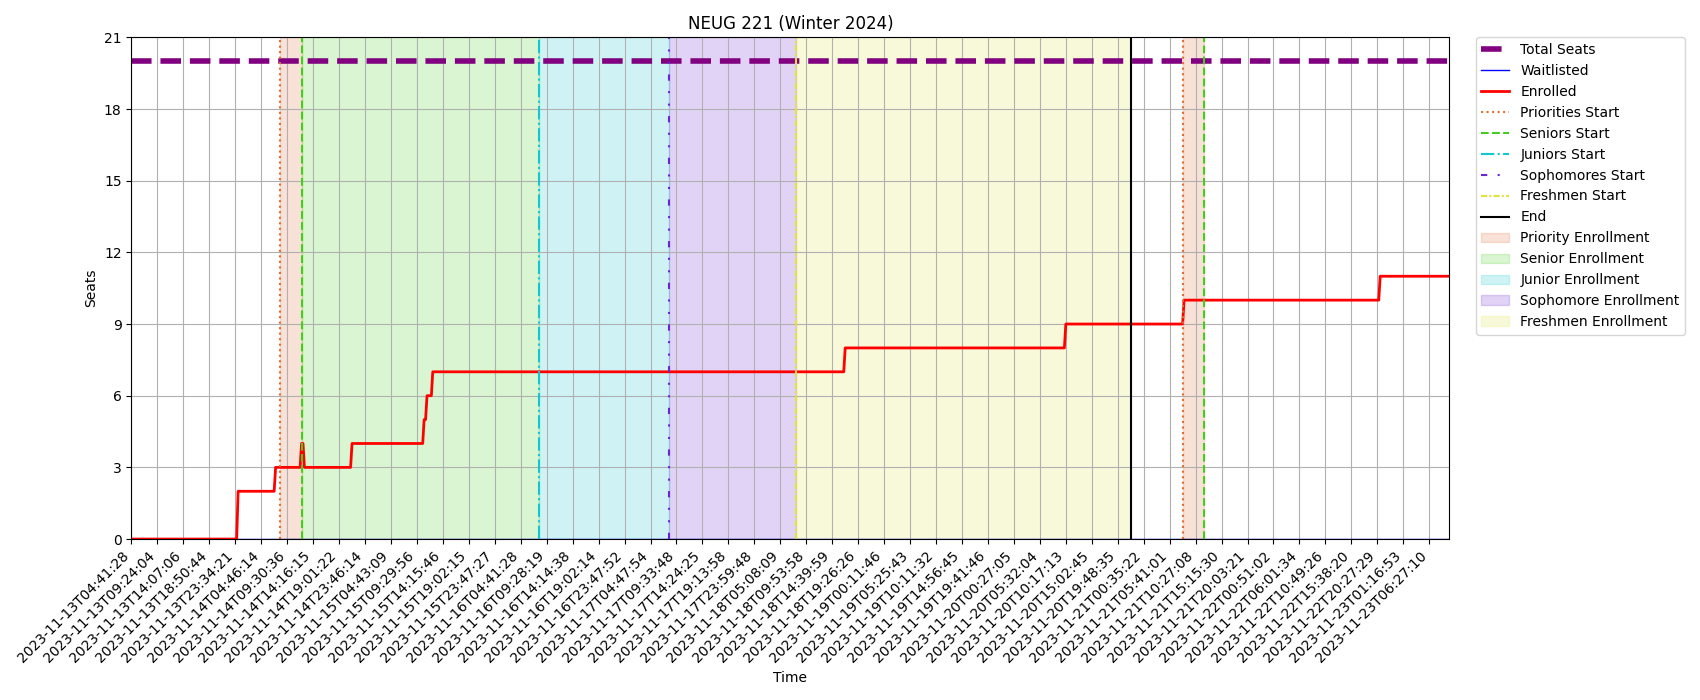 NEUG 221 (Winter 2024)
21
18
15
12
9
6
3
0
Seats
2023-11-13T04:41:28
2023-11-13T09:24:04
2023-11-13T14:07:06
2023-11-13T18:50:44
2023-11-13T23:34:21
2023-11-14T04:46:14
2023-11-14T09:30:36
2023-11-14T14:16:15
2023-11-14T19:01:22
2023-11-14T23:46:14
2023-11-15T04:43:09
2023-11-15T09:29:56
2023-11-15T14:15:46
2023-11-15T19:02:15
2023-11-15T23:47:27
2023-11-16T04:41:28
2023-11-16T09:28:19
2023-11-16T14:14:38
2023-11-16T19:02:14
2023-11-16T23:47:52
2023-11-17T04:47:54
2023-11-17T09:33:48
2023-11-17T14:24:25
2023-11-17T19:13:58
2023-11-17T23:59:48
2023-11-18T05:08:09
2023-11-18T09:53:58
2023-11-18T14:39:59
2023-11-18T19:26:26
2023-11-19T00:11:46
2023-11-19T05:25:43
2023-11-19T10:11:32
2023-11-19T14:56:45
2023-11-19T19:41:46
2023-11-20T00:27:05
2023-11-20T05:32:04
2023-11-20T10:17:13
2023-11-20T15:02:45
2023-11-20T19:48:35
2023-11-21T00:35:22
2023-11-21T05:41:01
2023-11-21T10:27:08
2023-11-21T15:15:30
2023-11-21T20:03:21
2023-11-22T00:51:02
2023-11-22T06:01:34
2023-11-22T10:49:26
2023-11-22T15:38:20
2023-11-22T20:27:29
2023-11-23T01:16:53
2023-11-23T06:27:10
Time
Total Seats
Waitlisted
Enrolled
Priorities Start
Seniors Start
Juniors Start
Sophomores Start
Freshmen Start
End
Priority Enrollment
Senior Enrollment
Junior Enrollment
Sophomore Enrollment
Freshmen Enrollment